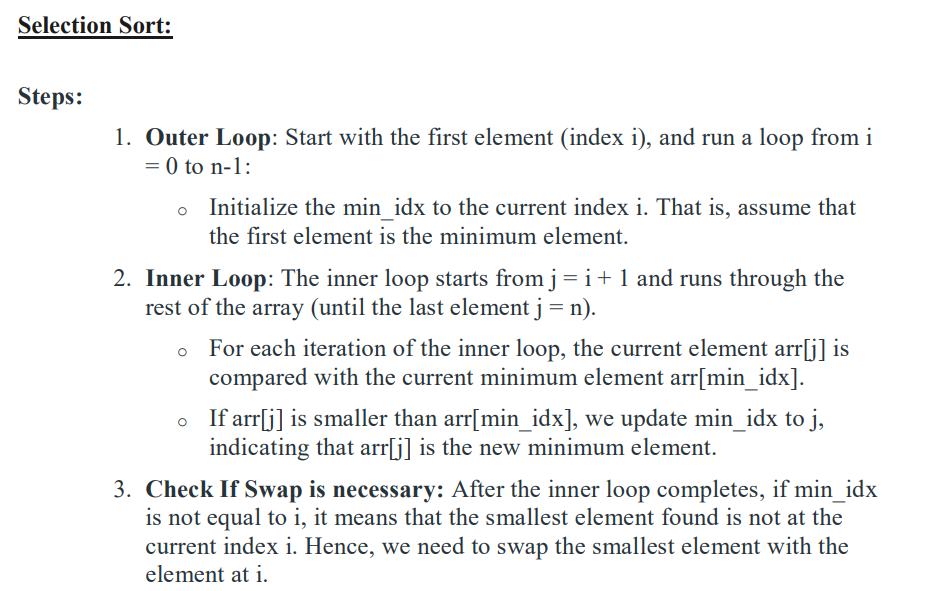 Selection Sort:
Steps:
1. Outer Loop: Start with the first element (index i), and run a loop from i
= 0 to n-1:
○ Initialize the min_idx to the current index i. That is, assume that
the first element is the minimum element.
2. Inner Loop: The inner loop starts from j = i + 1 and runs through the
rest of the array (until the last element j = n).
○ For each iteration of the inner loop, the current element arr[j] is
compared with the current minimum element arr[min_idx].
○ If arr[j] is smaller than arr[min_idx], we update min_idx to j,
indicating that arr[j] is the new minimum element.
3. Check If Swap is necessary: After the inner loop completes, if min_idx
is not equal to i, it means that the smallest element found is not at the
current index i. Hence, we need to swap the smallest element with the
element at i.